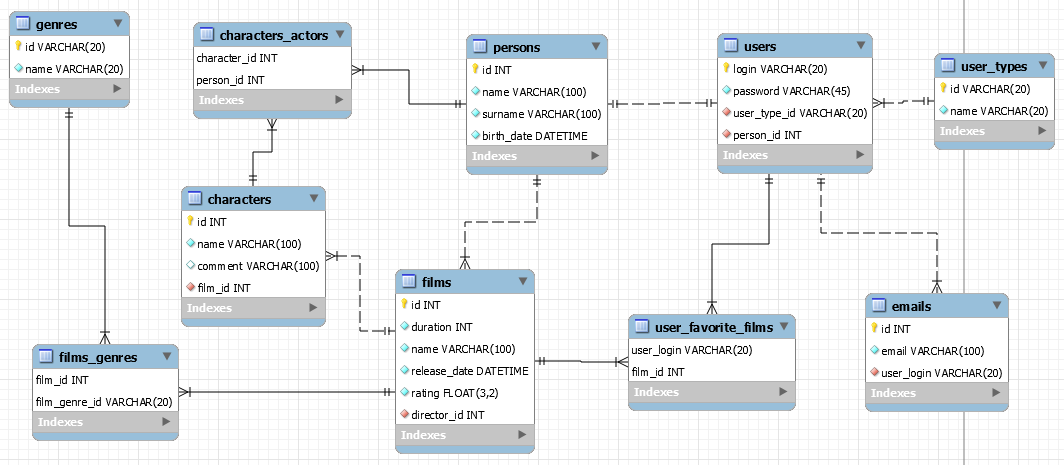 genres
id VARCHAR(20)
name VARCHAR(20)
Indexes
characters_actors
character_id INT
person_id INT
Indexes
persons
id INT
name VARCHAR(100)
surname VARCHAR(100)
birth_date DATETIME
Indexes
users
login VARCHAR(20)
password VARCHAR(45)
user_type_id VARCHAR(20)
person_id INT
Indexes
user_types
id VARCHAR(20)
name VARCHAR(20)
Indexes
characters
id INT
name VARCHAR(100)
comment VARCHAR(100)
film_id INT
Indexes
films
id INT
duration INT
name VARCHAR(100)
release_date DATETIME
rating FLOAT(3,2)
director_id INT
Indexes
user_favorite_films
user_login VARCHAR(20)
film_id INT
Indexes
emails
id INT
email VARCHAR(100)
user_login VARCHAR(20)
Indexes
films_genres
film_id INT
film_genre_id VARCHAR(20)
Indexes